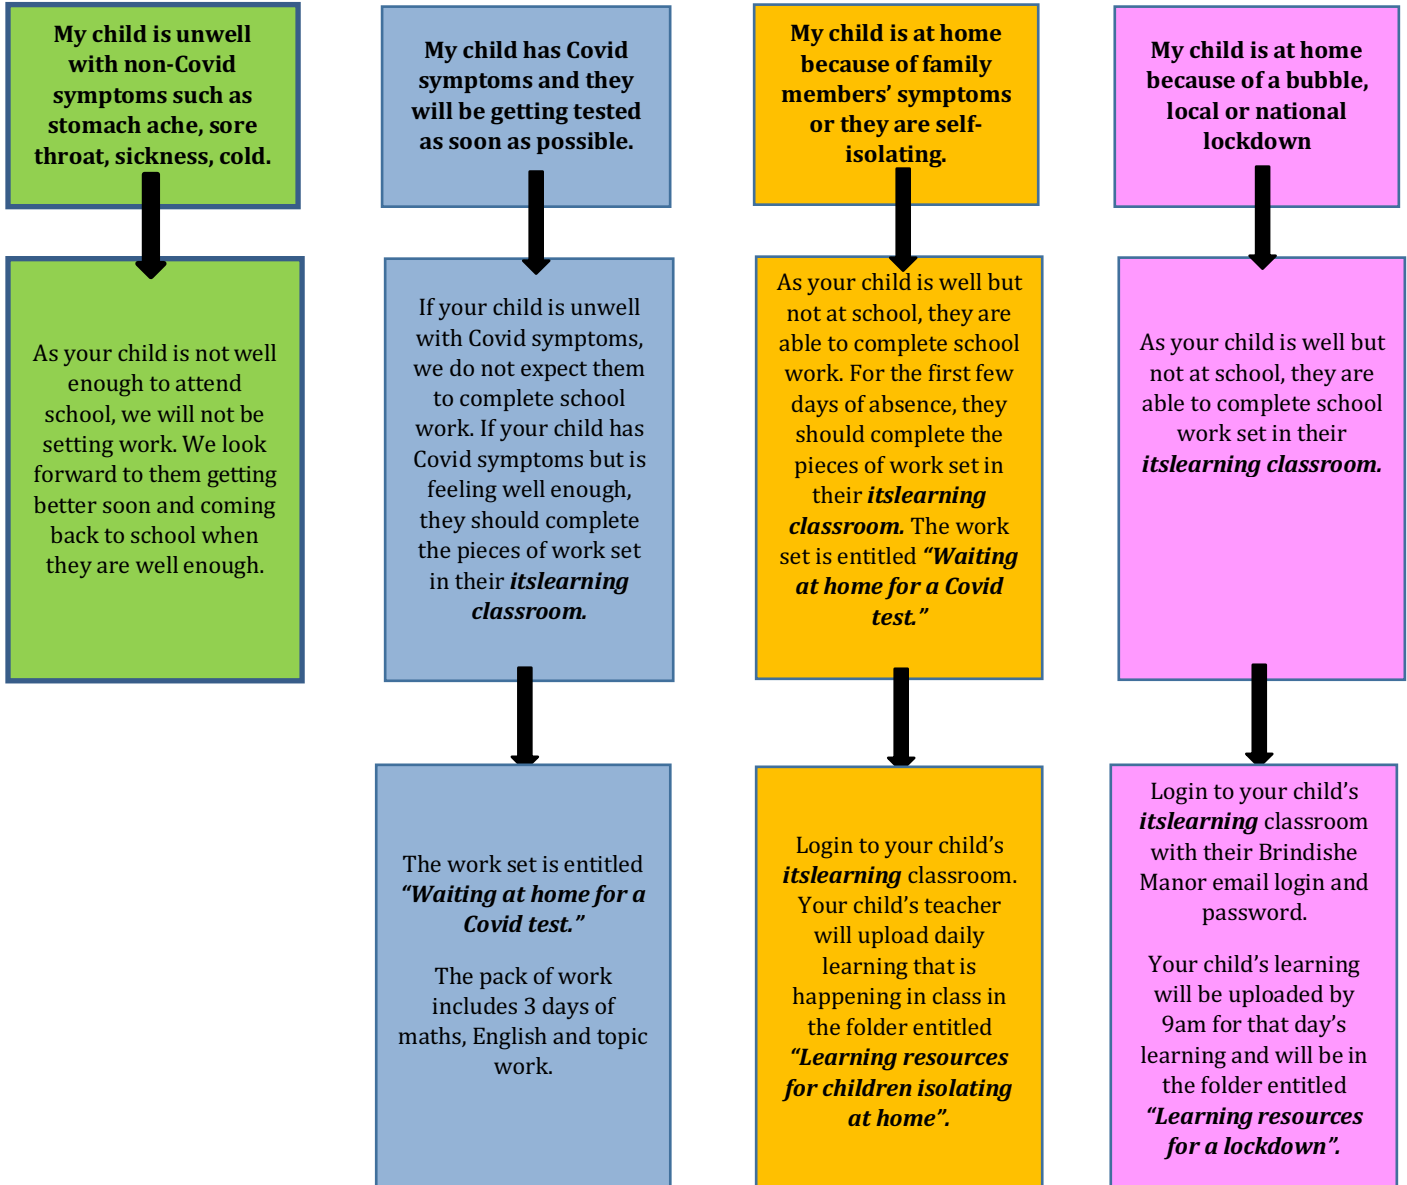 My child is unwell
with non-Covid
symptoms such as
stomach ache, sore
throat, sickness, cold.
As your child is not well
enough to attend
school, we will not be
setting work. We look
forward to them getting
better soon and coming
back to school when
they are well enough.
My child has Covid
symptoms and they
will be getting tested
as soon as possible.
If your child is unwell
with Covid symptoms,
we do not expect them
to complete school
work. If your child has
Covid symptoms but is
feeling well enough,
they should complete
the pieces of work set
in their itslearning
classroom.
The work set is entitled
“Waiting at home for a
Covid test.”
The pack of work
includes 3 days of
maths, English and topic
work.
My child is at home
because of family
members’ symptoms
or they are self-
isolating.
As your child is well but
not at school, they are
able to complete school
work. For the first few
days of absence, they
should complete the
pieces of work set in
their itslearning
classroom. The work
set is entitled “Waiting
at home for a Covid
test.”
Login to your child’s
itslearning classroom.
Your child’s teacher
will upload daily
learning that is
happening in class in
the folder entitled
“Learning resources
for children isolating
at home”.
My child is at home
because of a bubble,
local or national
lockdown
As your child is well but
not at school, they are
able to complete school
work set in their
itslearning classroom.
Login to your child’s
itslearning classroom
with their Brindishe
Manor email login and
password.
Your child’s learning
will be uploaded by
9am for that day’s
learning and will be in
the folder entitled
“Learning resources
for a lockdown”.